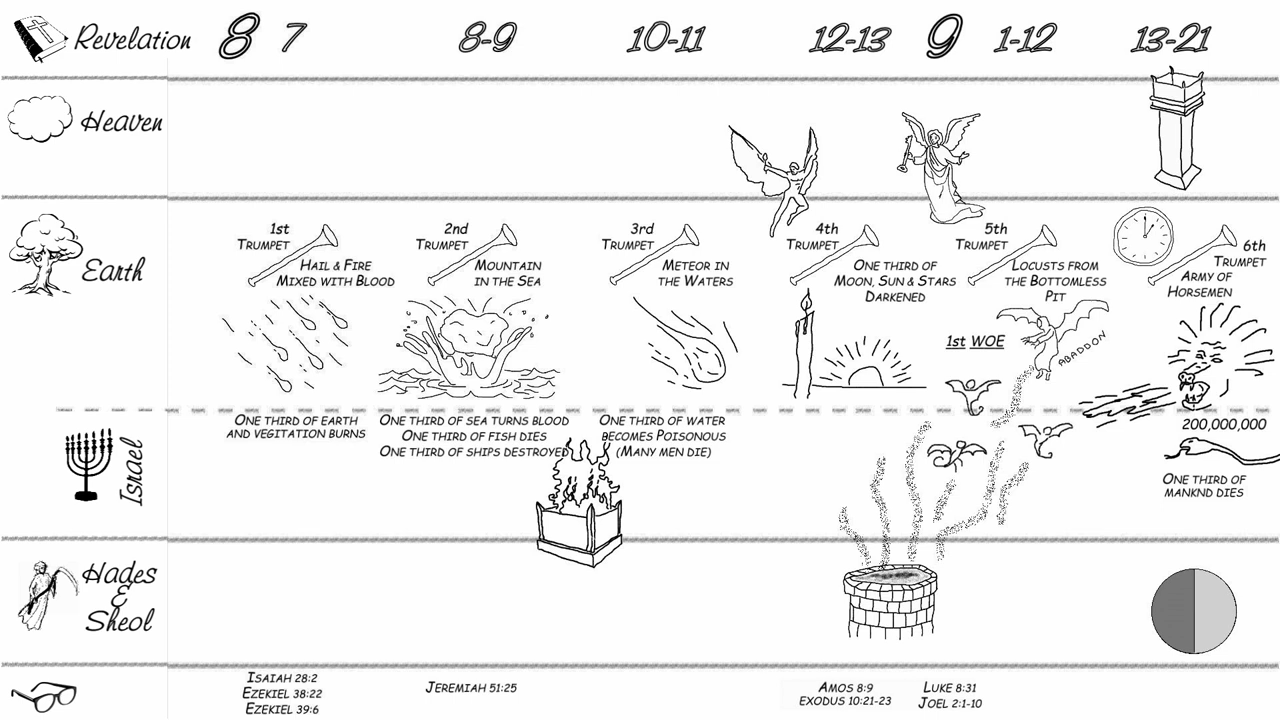 Revelation 8 7 8-9 10-11 12-13 9 1-12 13-21
Heaven
Earth
1st
TRUMPET
HAIL & FIRE
MIXED WITH BLOOD
2nd
TRUMPET
MOUNTAIN
IN THE SEA
3rd
TRUMPET
METEOR IN
THE WATERS
4th
TRUMPET
ONE THIRD OF
MOON, SUN & STARS
DARKENED
5th
TRUMPET
LOCUSTS FROM
THE BOTTOMLESS
PIT
1st WOE
ABADDON
6th
TRUMPET
ARMY OF
HORSEMEN
Israel
ONE THIRD OF EARTH
AND VEGITATION BURNS
ONE THIRD OF SEA TURNS BLOOD
ONE THIRD OF FISH DIES
ONE THIRD OF SHIPS DESTROYED
ONE THIRD OF WATER
BECOMES POISONOUS
(MANY MEN DIE)
200,000,000
ONE THIRD OF
MANKND DIES
Hades
&
Sheol
ISAIAH 28:2
EZEKIEL 38:22
EZEKIEL 39:6
JEREMIAH 51:25
AMOS 8:9
EXODUS 10:21-23
LUKE 8:31
JOEL 2:1-10